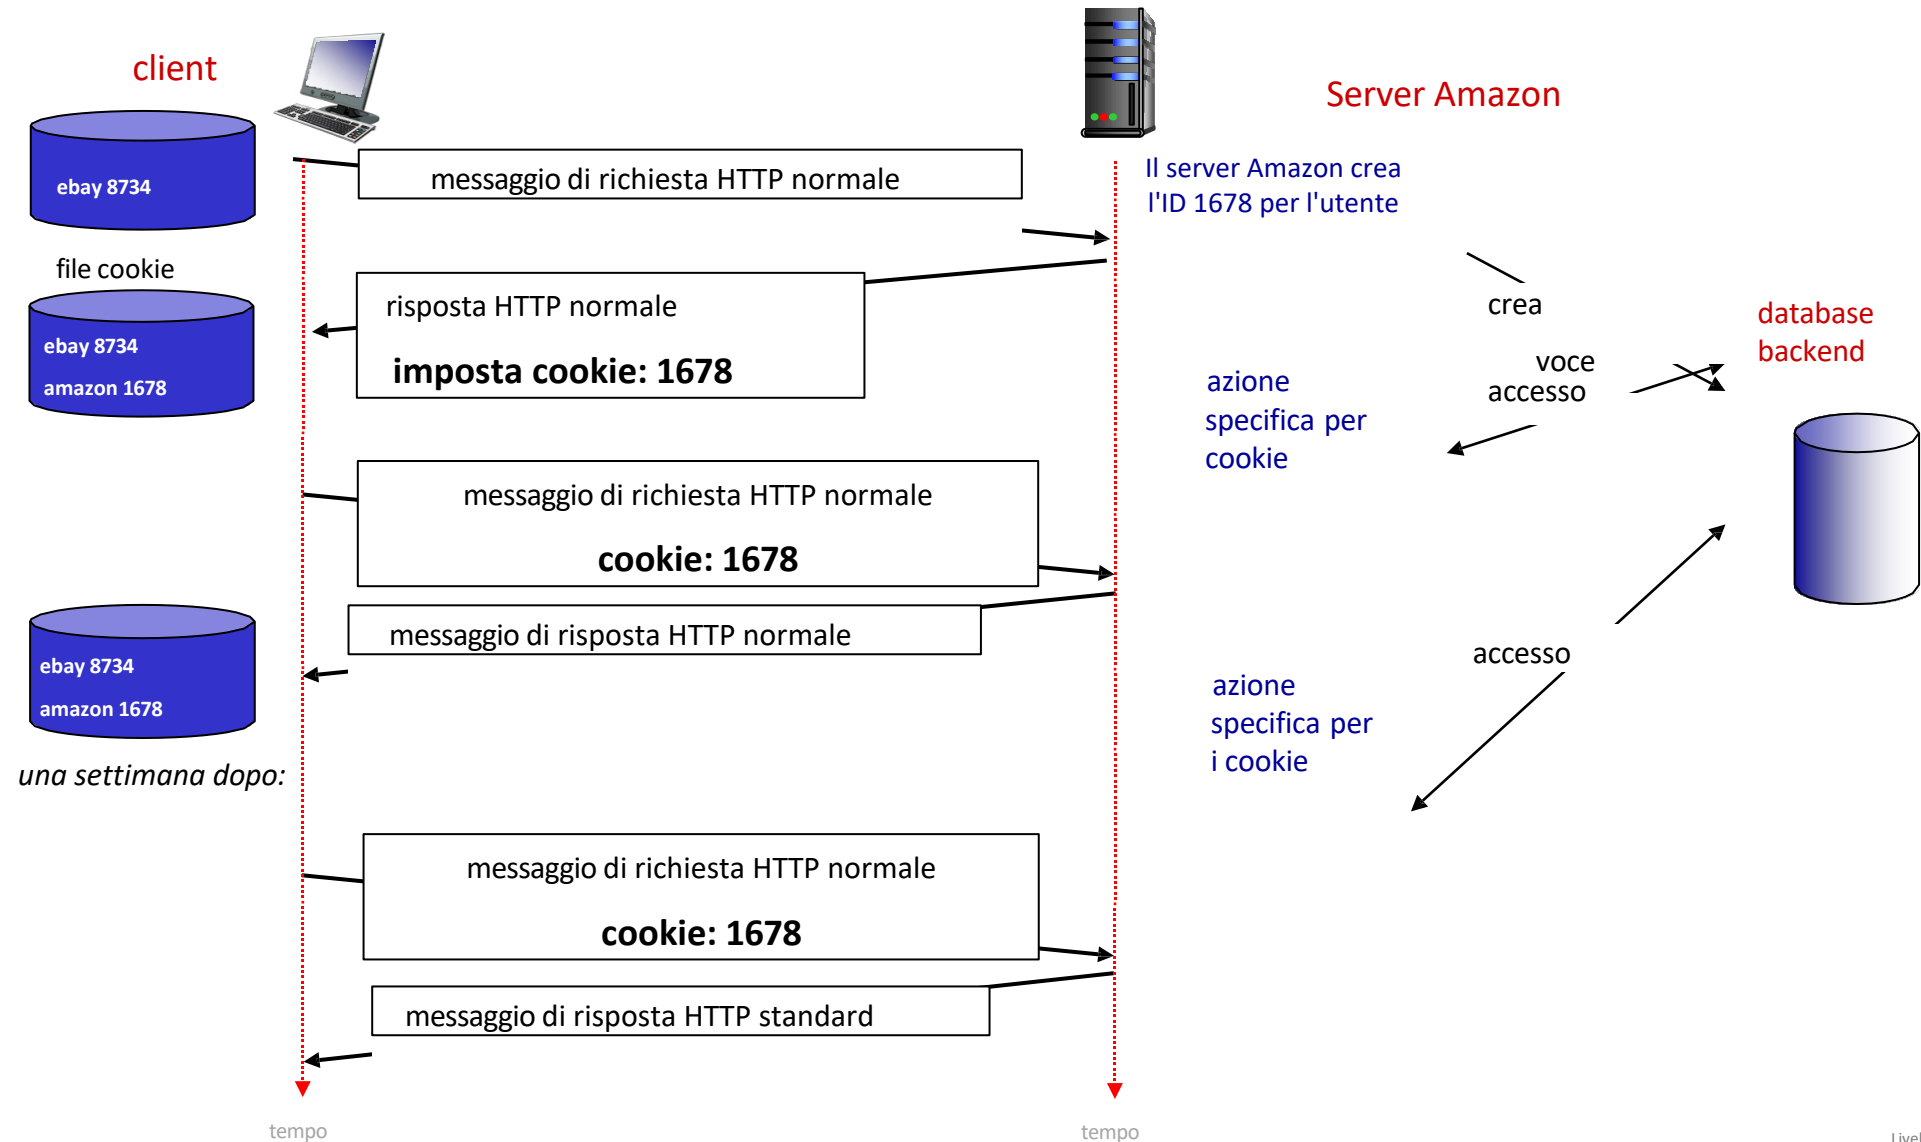 client
Server Amazon
ebay 8734
messaggio di richiesta HTTP normale
Il server Amazon crea
l'ID 1678 per l'utente
file cookie
risposta HTTP normale
imposta cookie: 1678
crea
voce
accesso
database
backend
ebay 8734
amazon 1678
azione
specifica per
cookie
messaggio di richiesta HTTP normale
cookie: 1678
messaggio di risposta HTTP normale
accesso
ebay 8734
amazon 1678
azione
specifica per
i cookie
una settimana dopo:
messaggio di richiesta HTTP normale
cookie: 1678
messaggio di risposta HTTP standard
tempo
tempo